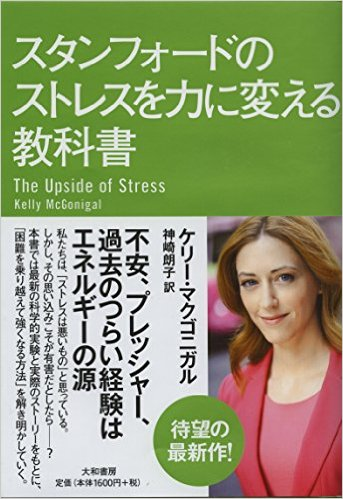 スタンフォードの
ストレスを力に変える
教科書
The Upside of Stress
Kelly McGonigal
ケリー・マクゴニガル
神崎朗子 訳
不安、プレッシャー、
過去のつらい経験は
エネルギーの源
私たちは、「ストレスは悪いもの」と思っている。
しかし、その思い込みこそが有害だとしたら――?
本書では最新の科学的実験と実際のストーリーをもとに、
「困難を乗り越えて強くなる方法」を解き明かしていく。
待望の
最新作!
大和書房
定価(本体1600円+税)